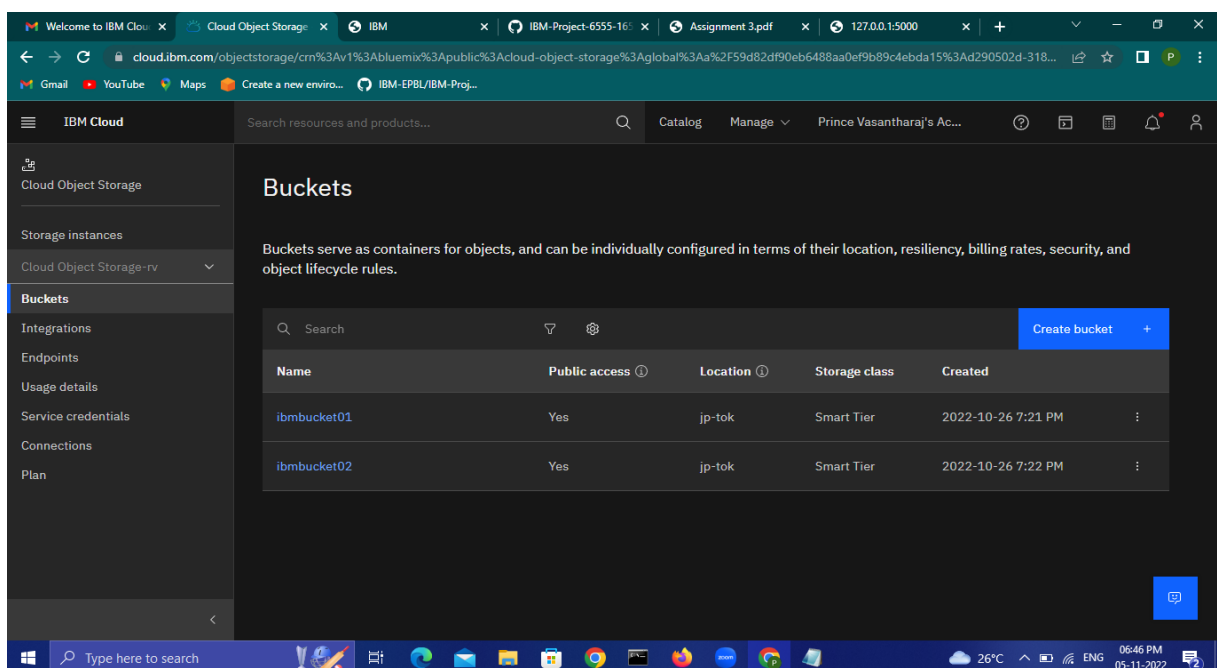 Welcome to IBM Clou
Cloud Object Storage
IBM
IBM-Project-6555-165
Assignment 3.pdf
127.0.0.1:5000
cloud.ibm.com/objectstorage/crn%3Av1%3Abluemix%3Apublic%3Acloud-object-storage%3Aglobal%3Aa%2F59d82df90eb6488aa0ef9b89c4ebda15%3Ad290502d-318...
P
Gmail
YouTube
Maps
Create a new enviro...
IBM-EPBL/IBM-Proj...
IBM Cloud
Search resources and products...
Catalog
Manage
Prince Vasantharaj's Ac...
Cloud Object Storage
Storage instances
Cloud Object Storage-rv
Buckets
Integrations
Endpoints
Usage details
Service credentials
Connections
Plan
Buckets
Buckets serve as containers for objects, and can be individually configured in terms of their location, resiliency, billing rates, security, and
object lifecycle rules.
Search
Create bucket +
Name Public access Location Storage class Created
ibmbucket01 Yes jp-tok Smart Tier 2022-10-26 7:21 PM
ibmbucket02 Yes jp-tok Smart Tier 2022-10-26 7:22 PM
Type here to search
zoom
26°C
ENG
06:46 PM
05-11-2022
2